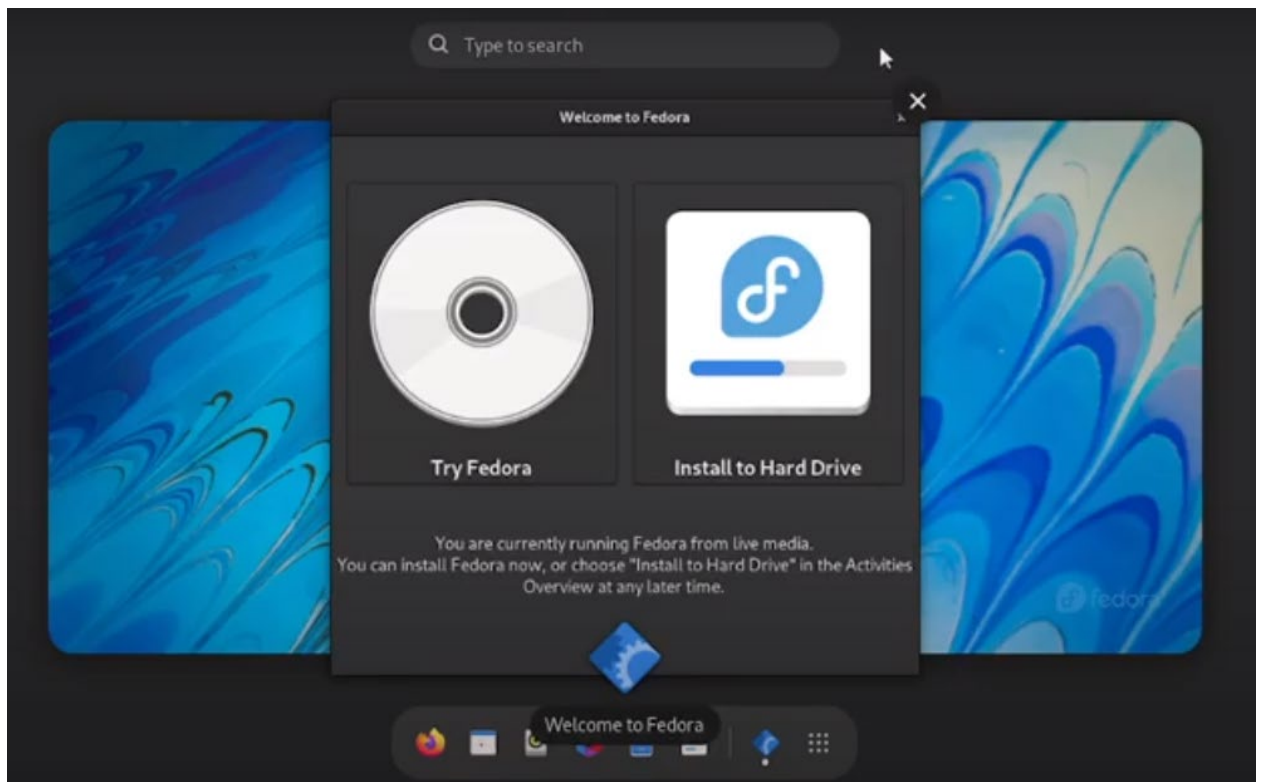 Type to search
Welcome to Fedora
Try Fedora
Install to Hard Drive
You are currently running Fedora from live media.
You can install Fedora now, or choose "Install to Hard Drive" in the Activities
Overview at any later time.
fedora
Welcome to Fedora